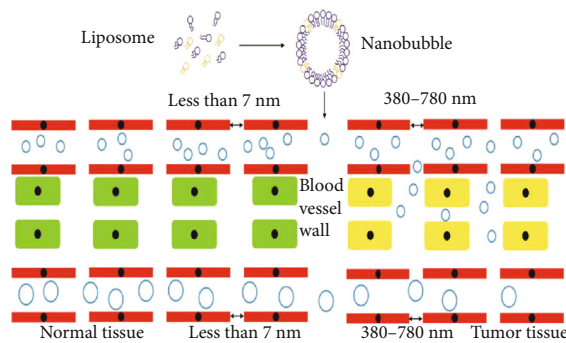 Liposome
Nanobubble
Less than 7 nm
380–780 nm
Blood
vessel
wall
Normal tissue
Less than 7 nm
380–780 nm
Tumor tissue